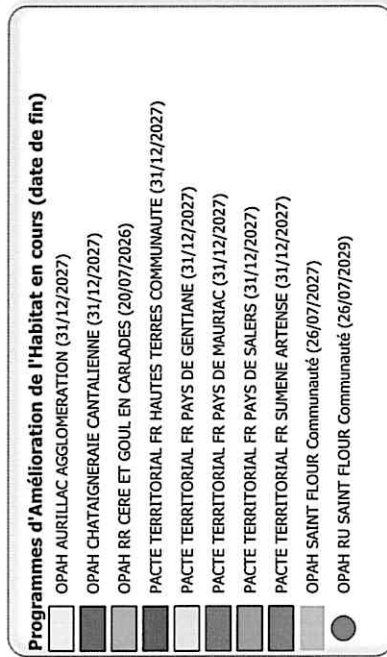 Programmes d'Amélioration de l'Habitat en cours (date de fin)
OPAH AURILLAC AGGLOMERATION (31/12/2027)
OPAH CHATAIGNERAIE CANTALIENNE (31/12/2027)
OPAH RR CERE ET GOUL EN CARLADES (20/07/2026)
PACTE TERRITORIAL FR HAUTES TERRES COMMUNAUTE (31/12/2027)
PACTE TERRITORIAL FR PAYS DE GENTIANE (31/12/2027)
PACTE TERRITORIAL FR PAYS DE MAURIAC (31/12/2027)
PACTE TERRITORIAL FR PAYS DE SALERS (31/12/2027)
PACTE TERRITORIAL FR SUMENE ARTENSE (31/12/2027)
OPAH SAINT FLOUR Communauté (26/07/2027)
OPAH RU SAINT FLOUR Communauté (26/07/2029)